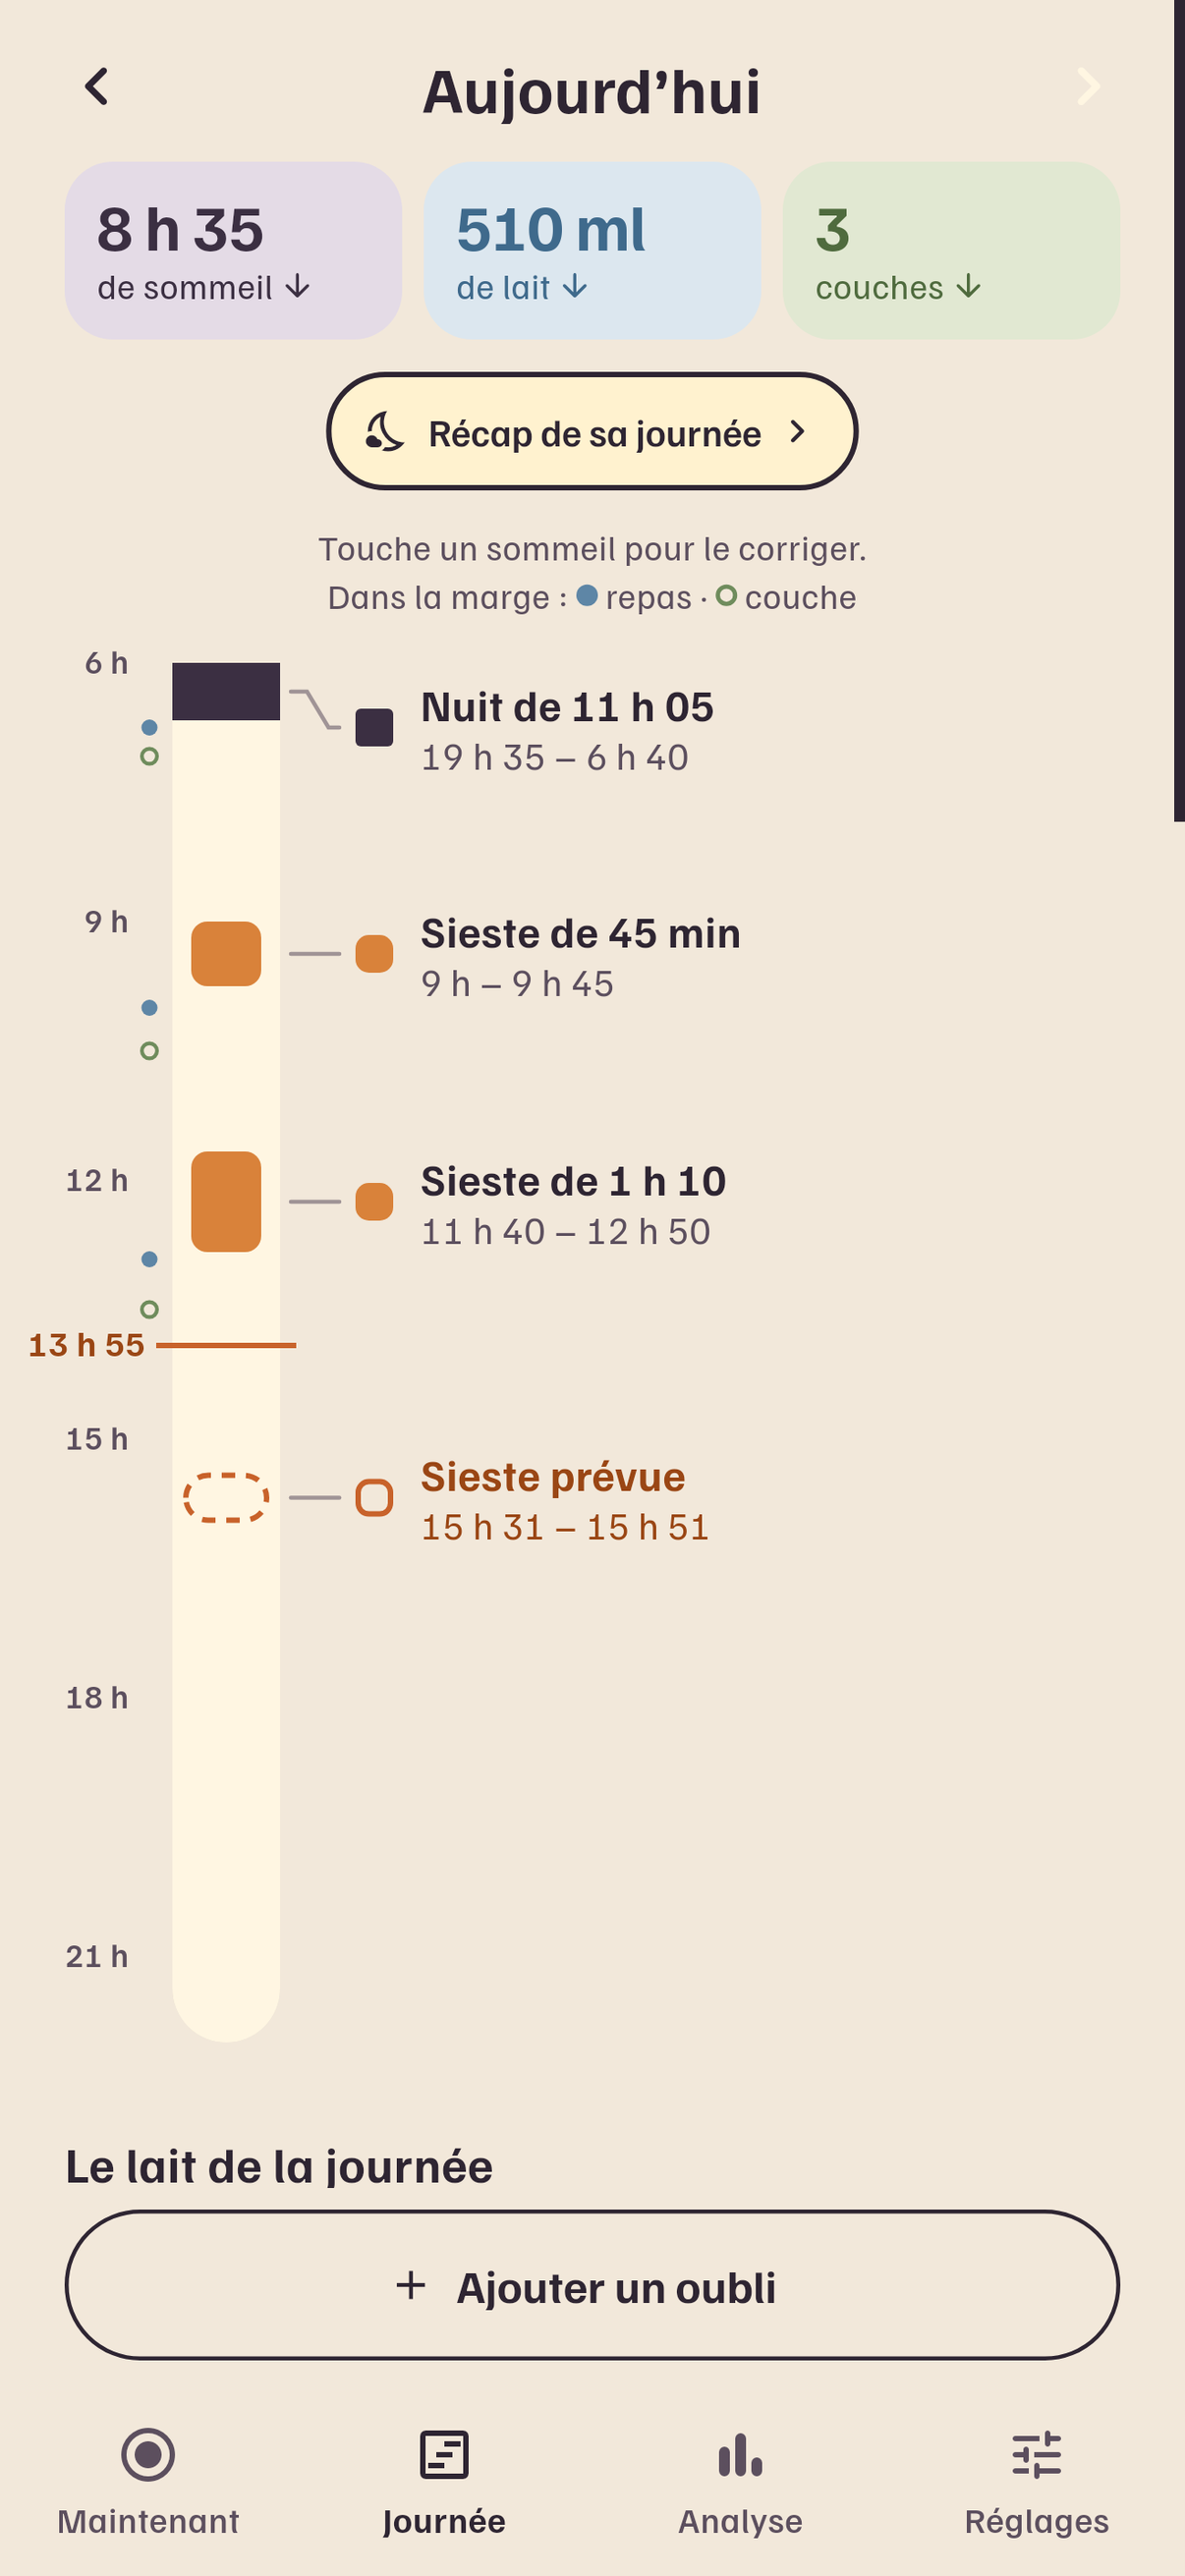 Aujourd’hui
8 h 35
de sommeil ↓
510 ml
de lait ↓
3
couches ↓
Récap de sa journée
Touche un sommeil pour le corriger.
Dans la marge : repas · couche
6 h
Nuit de 11 h 05
19 h 35 – 6 h 40
9 h
Sieste de 45 min
9 h – 9 h 45
12 h
Sieste de 1 h 10
11 h 40 – 12 h 50
13 h 55
15 h
Sieste prévue
15 h 31 – 15 h 51
18 h
21 h
Le lait de la journée
+ Ajouter un oubli
Maintenant
Journée
Analyse
Réglages